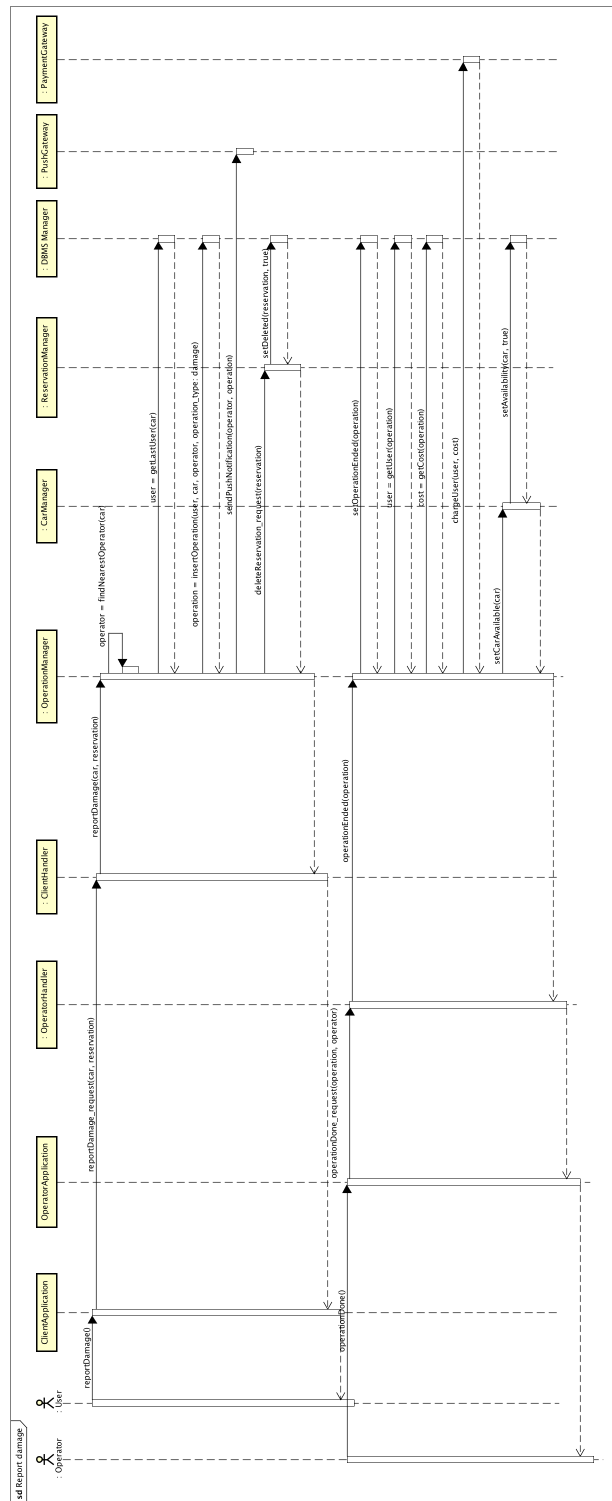 sd Report damage
: Operator
: User
ClientApplication
OperatorApplication
: OperatorHandler
: ClientHandler
: OperationManager
: CarManager
: ReservationManager
: DBMS Manager
: PushGateway
: PaymentGateway
reportDamage()
reportDamage_request(car, reservation)
reportDamage(car, reservation)
operator = findNearestOperator(car)
user = getLastUser(car)
operation = insertOperation(user, car, operator, operation_type: damage)
sendPushNotification(operator, operation)
deleteReservation_request(reservation)
setDeleted(reservation, true)
operationDone()
operationDone_request(operation, operator)
operationEnded(operation)
setOperationEnded(operation)
user = getUser(operation)
cost = getCost(operation)
chargeUser(user, cost)
setCarAvailable(car)
setAvailability(car, true)